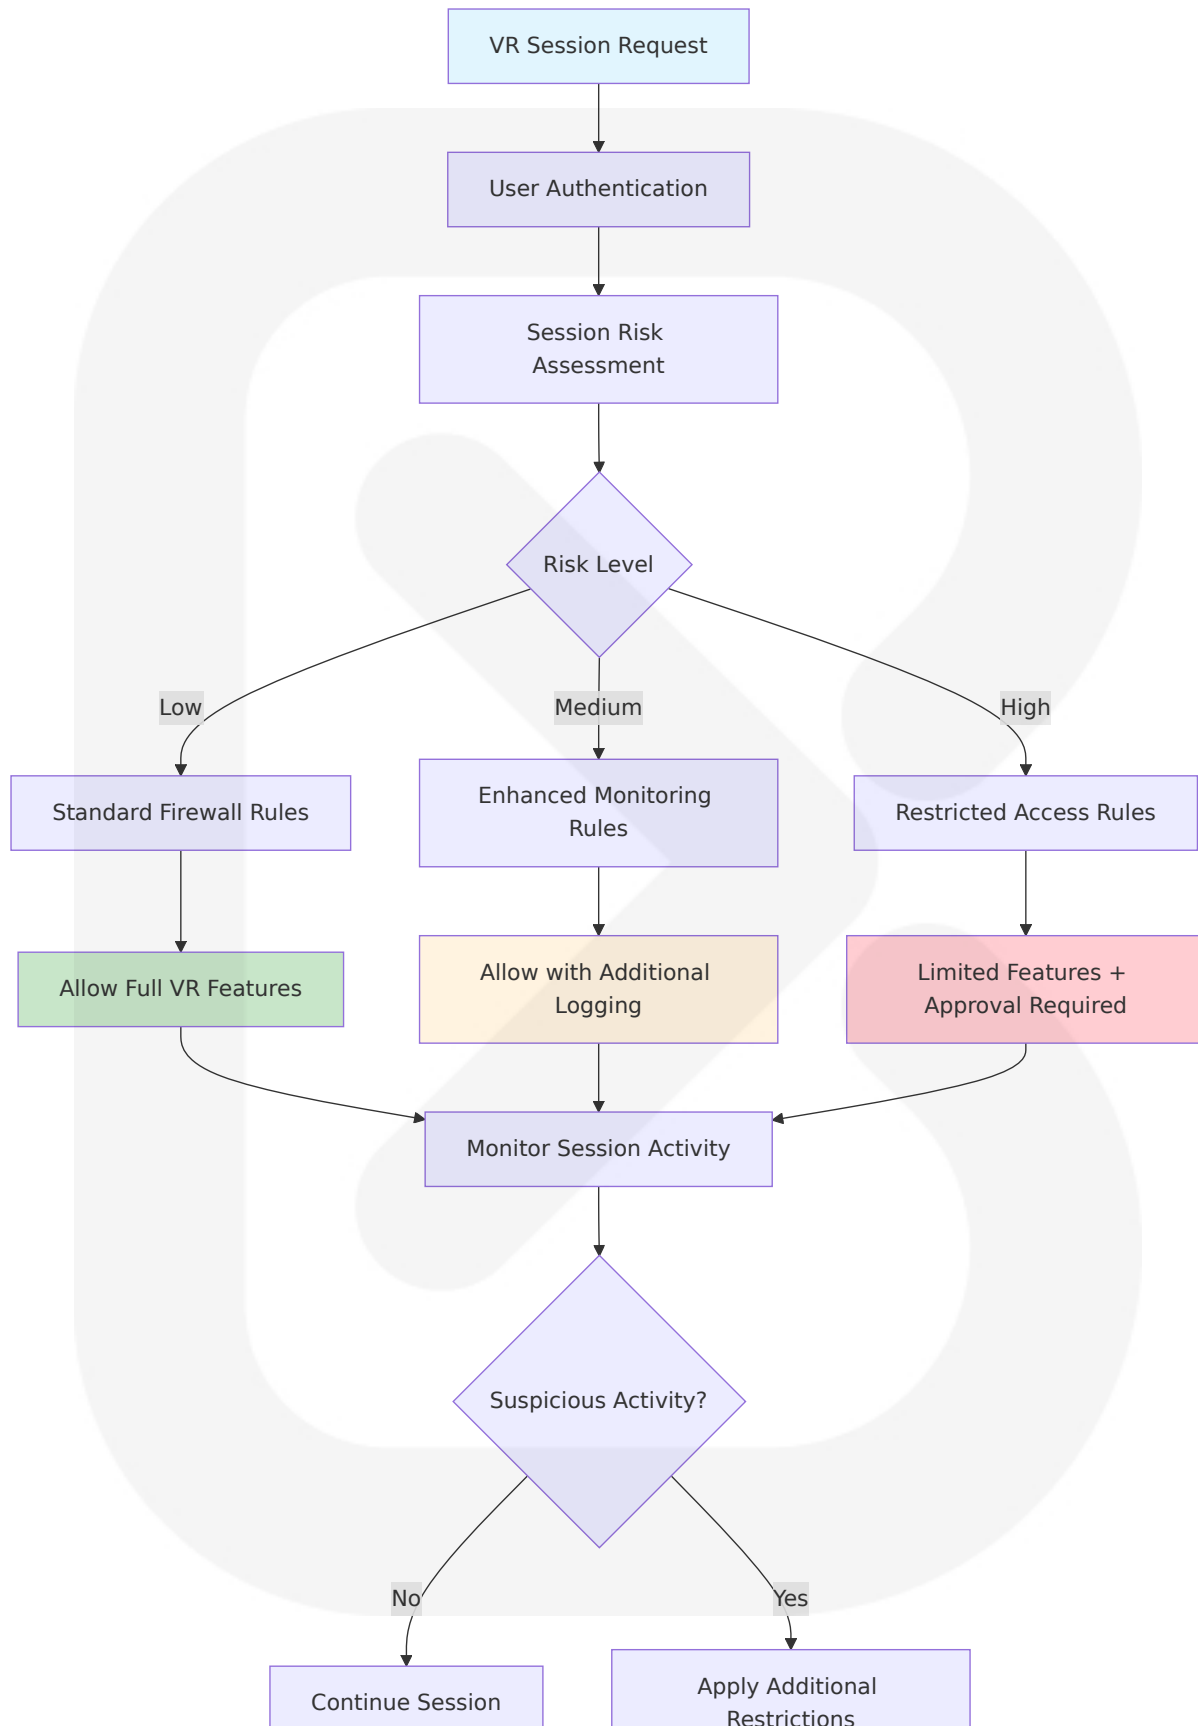 VR Session Request
User Authentication
Session Risk
Assessment
Risk Level
Low
Medium
High
Standard Firewall Rules
Enhanced Monitoring
Rules
Restricted Access Rules
Allow Full VR Features
Allow with Additional
Logging
Limited Features +
Approval Required
Monitor Session Activity
Suspicious Activity?
No
Yes
Continue Session
Apply Additional
Restrictions